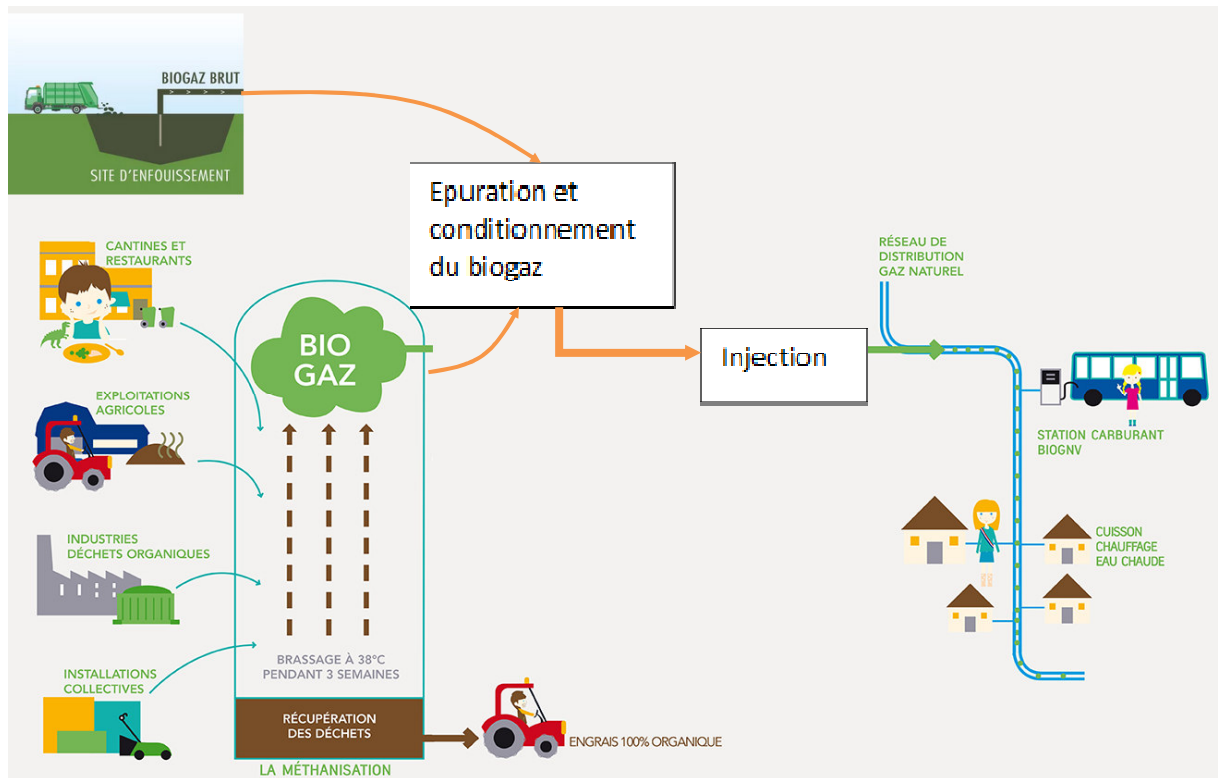 BIOGAZ BRUT
SITE D'ENFOUISSEMENT
Epuration et
conditionnement
du biogaz
CANTINES ET
RESTAURANTS
BIO
GAZ
RÉSEAU DE
DISTRIBUTION
GAZ NATUREL
Injection
EXPLOITATIONS
AGRICOLES
STATION CARBURANT
BIOGNV
INDUSTRIES
DÉCHETS ORGANIQUES
CUISSON
CHAUFFAGE
EAU CHAUDE
INSTALLATIONS
COLLECTIVES
BRASSAGE À 38°C
PENDANT 3 SEMAINES
RÉCUPÉRATION
DES DÉCHETS
ENGRAIS 100% ORGANIQUE
LA MÉTHANISATION